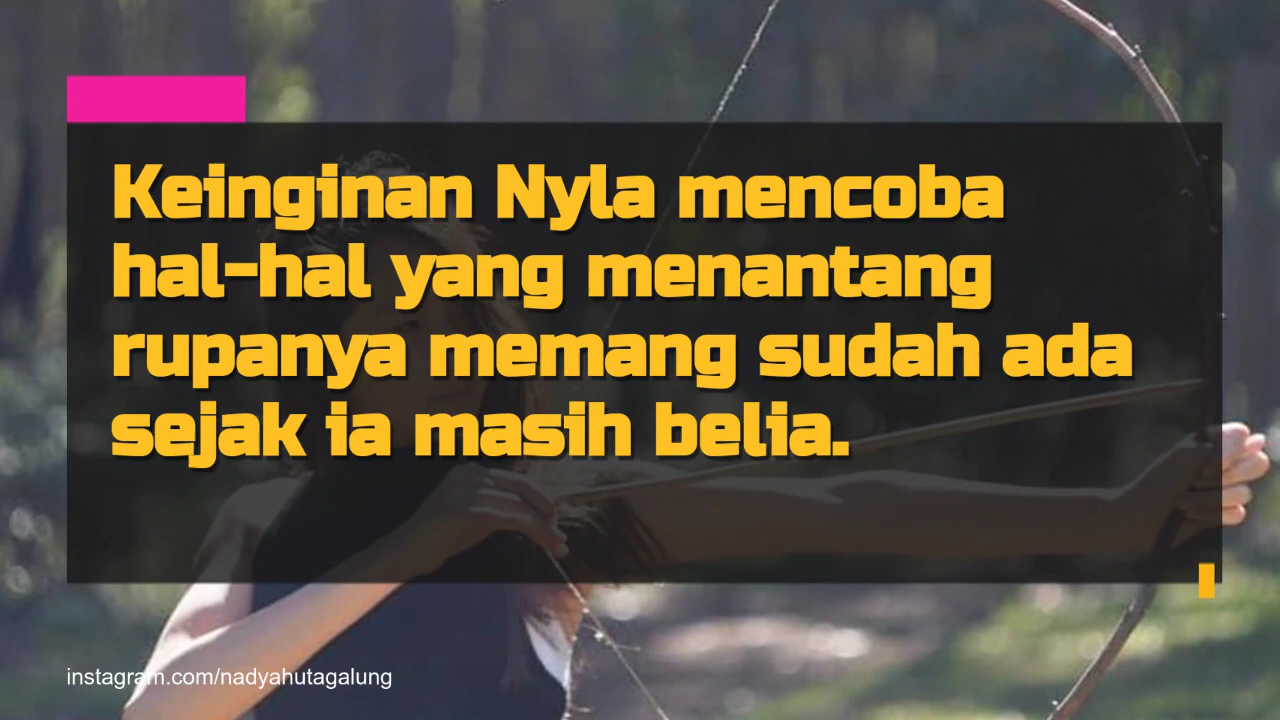 Keinginan Nyla mencoba
hal-hal yang menantang
rupanya memang sudah ada
sejak ia masih belia.
instagram.com/nadyahutagalung